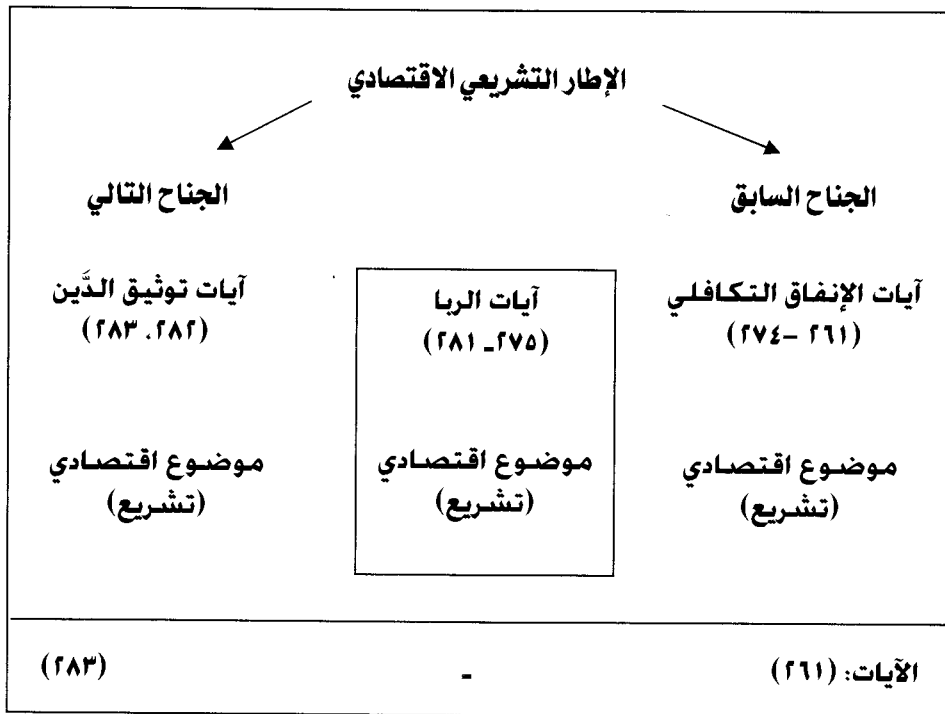 الإطار التشريعي الاقتصادي
الجناح السابق
الجناح التالي
آيات الإنفاق التكافلي
(٢٦١ – ٢٧٤)
آيات الربا
(٢٧٥ ـ ٢٨١)
آيات توثيق الدَّين
(٢٨٢، ٢٨٣)
موضوع اقتصادي
(تشريع)
موضوع اقتصادي
(تشريع)
موضوع اقتصادي
(تشريع)
الآيات: (٢٦١) ـ (٢٨٣)